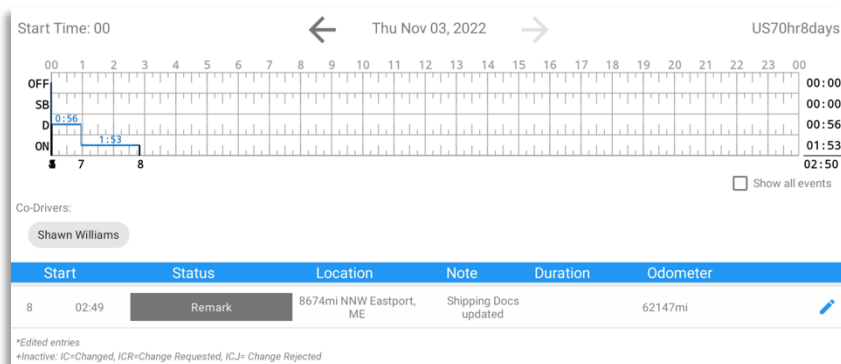 Start Time: 00
Thu Nov 03, 2022
US70hr8days
00 1 2 3 4 5 6 7 8 9 10 11 12 13 14 15 16 17 18 19 20 21 22 23 00
OFF 00:00
SB 00:00
D 0:56 00:56
ON 1:53 01:53
7 8 02:50
Show all events
Co-Drivers:
Shawn Williams
Start Status Location Note Duration Odometer
8 02:49 Remark 8674mi NNW Eastport, ME Shipping Docs updated 62147mi
*Edited entries
+Inactive: IC=Changed, ICR=Change Requested, ICJ= Change Rejected